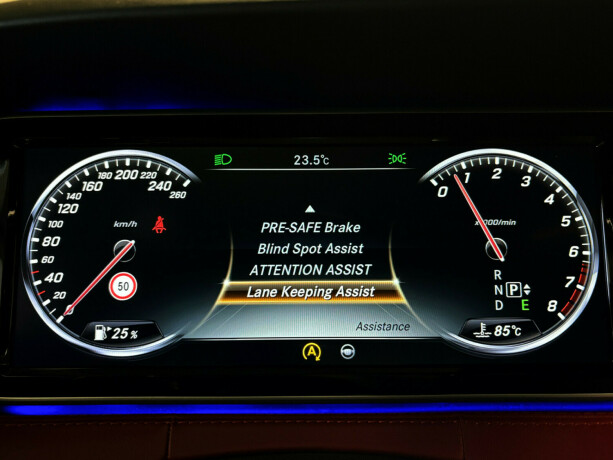 23.5°C
0 20 40 60 80 100 120 140 160 180 200 220 240 260
km/h
50
25%
PRE-SAFE Brake
Blind Spot Assist
ATTENTION ASSIST
Lane Keeping Assist
Assistance
A
0 1 2 3 4 5 6 7 8
x1000/min
R
N P
D E
85°C